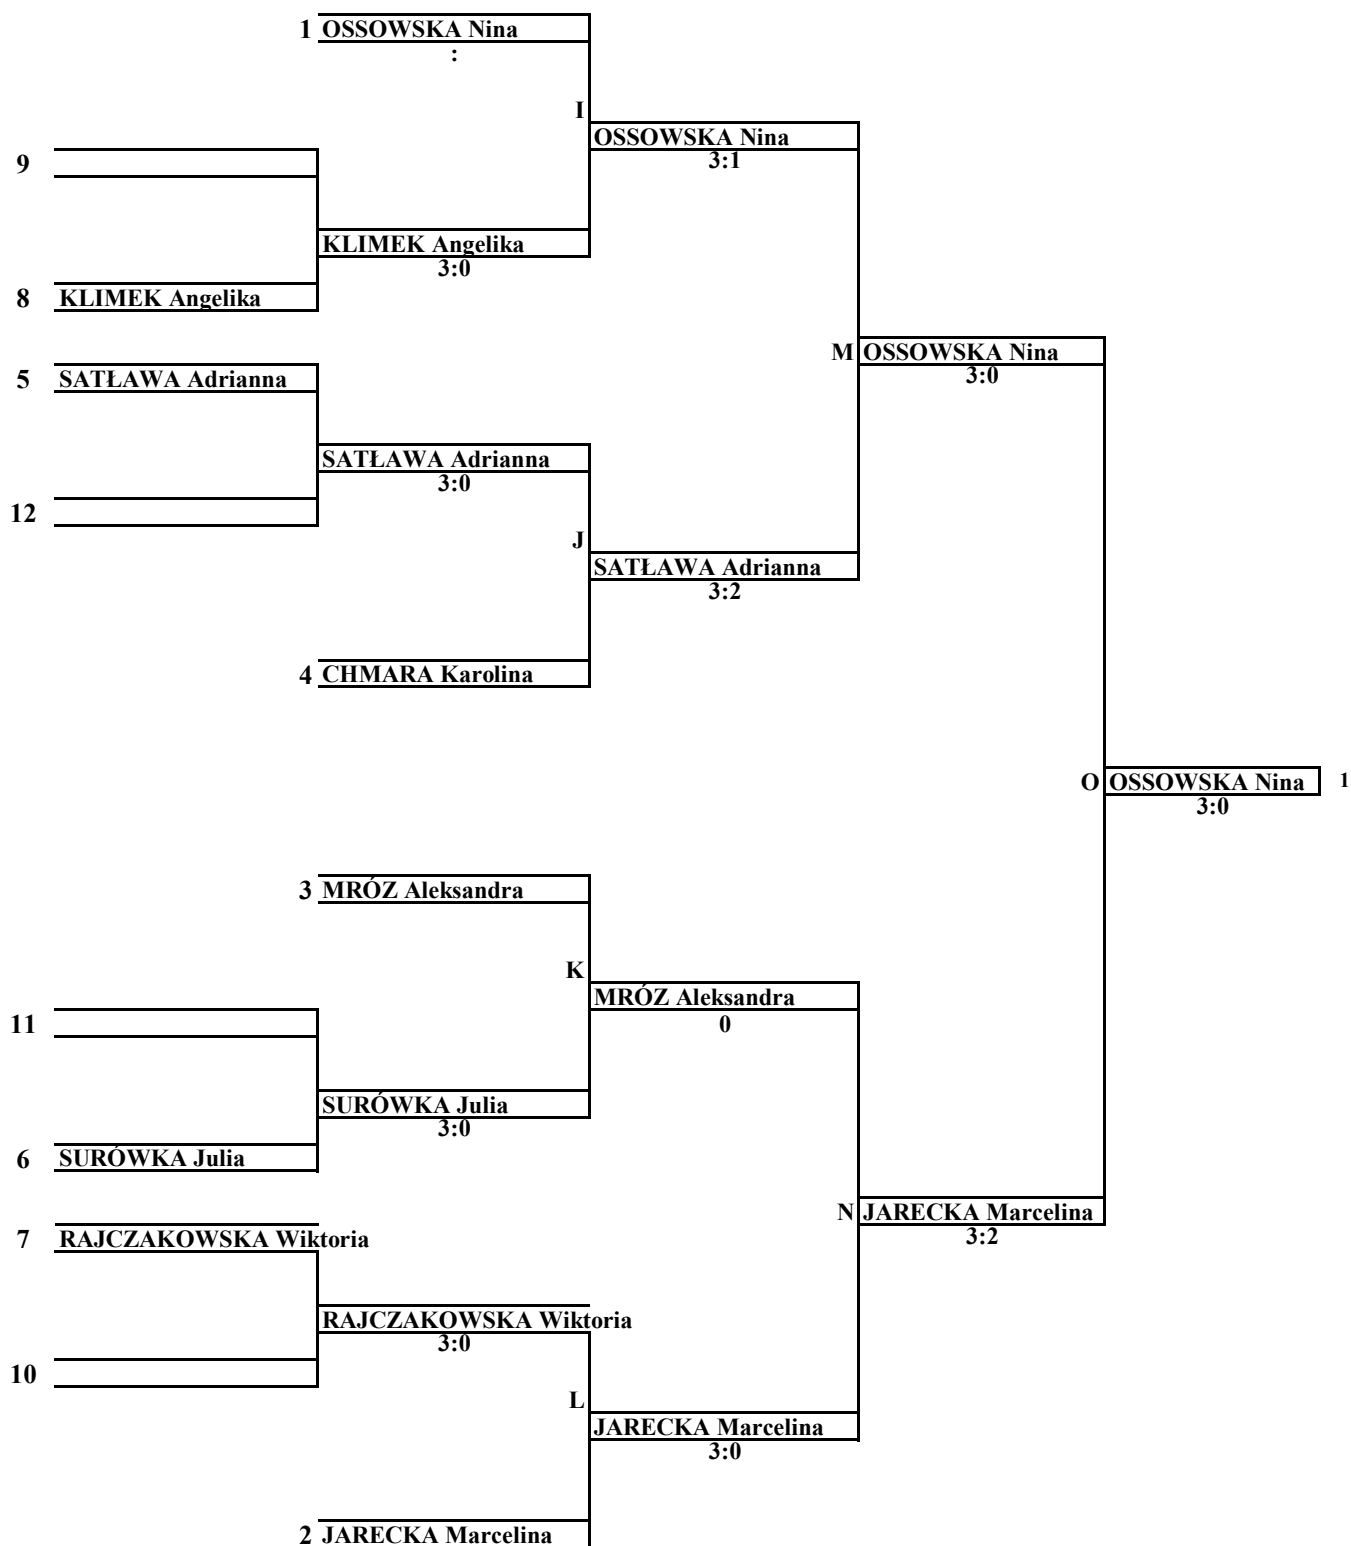 1 OSSOWSKA Nina
:
I
OSSOWSKA Nina
3:1
9
KLIMEK Angelika
3:0
8 KLIMEK Angelika
M OSSOWSKA Nina
3:0
5 SATŁAWA Adrianna
SATŁAWA Adrianna
3:0
12
J
SATŁAWA Adrianna
3:2
4 CHMARA Karolina
O OSSOWSKA Nina 1
3:0
3 MRÓZ Aleksandra
K
MRÓZ Aleksandra
0
11
SURÓWKA Julia
3:0
6 SURÓWKA Julia
N JARECKA Marcelina
3:2
7 RAJCZAKOWSKA Wiktoria
RAJCZAKOWSKA Wiktoria
3:0
10
L
JARECKA Marcelina
3:0
2 JARECKA Marcelina